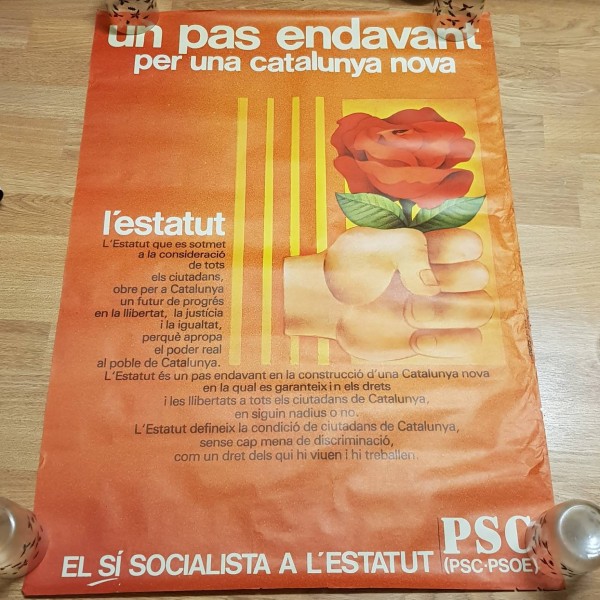 un pas endavant
per una catalunya nova
l'estatut
L'Estatut que es sotmet
a la consideració
de tots
els ciutadans,
obre per a Catalunya
un futur de progrés
en la llibertat, la justícia
i la igualtat,
perquè apropa
el poder real
al poble de Catalunya.
L'Estatut és un pas endavant en la construcció d'una Catalunya nova
en la qual es garanteixin els drets
i les llibertats a tots els ciutadans de Catalunya,
en siguin nadius o no.
L'Estatut defineix la condició de ciutadans de Catalunya,
sense cap mena de discriminació,
com un dret dels qui hi viuen i hi treballen.
EL SÍ SOCIALISTA A L'ESTATUT
PSC
(PSC-PSOE)